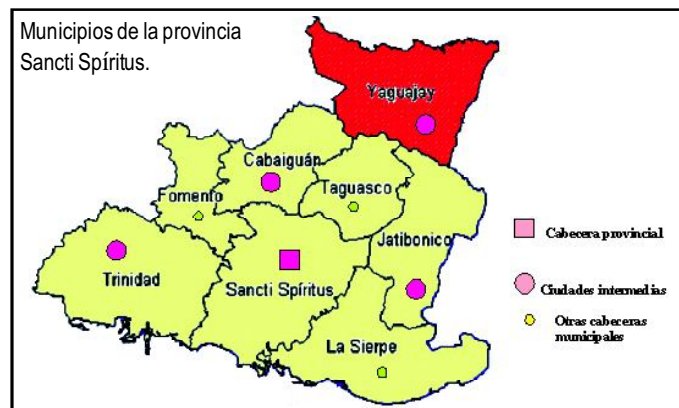 Municipios de la provincia
Sancti Spíritus.
Yaguajay
Cabaiguán
Taguasco
Fomento
Jatibonico
Trinidad
Sancti Spíritus
La Sierpe
Cabecera provincial
Ciudades intermedias
Otras cabeceras
municipales